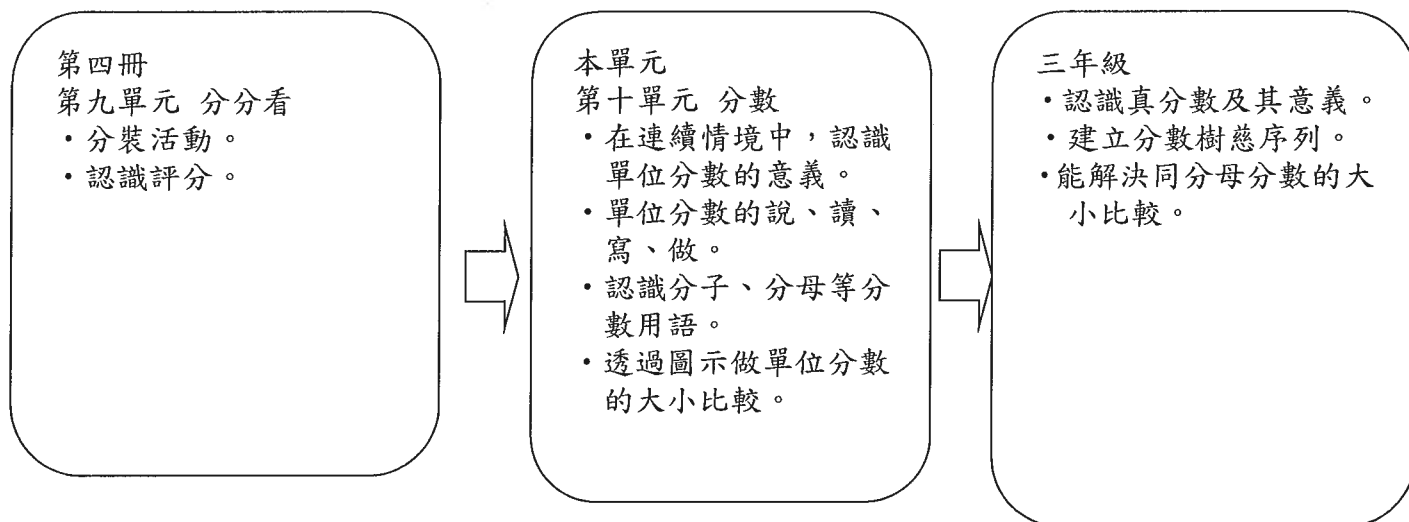 第四冊
第九單元 分分看
・分裝活動。
・認識評分。
本單元
第十單元 分數
・在連續情境中，認識
單位分數的意義。
・單位分數的說、讀、
寫、做。
・認識分子、分母等分
數用語。
・透過圖示做單位分數
的大小比較。
三年級
・認識真分數及其意義。
・建立分數樹慈序列。
・能解決同分母分數的大
小比較。